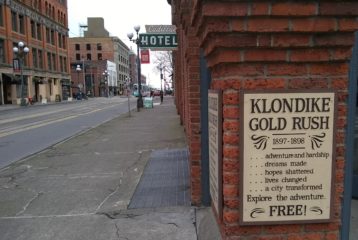 Cadillac
HOTEL
KLONDIKE
GOLD RUSH
1897-1898
. . . adventure and hardship
. . . dreams made
. . . hopes shattered
. . . lives changed
. . . a city transformed
Explore the adventure.
FREE!